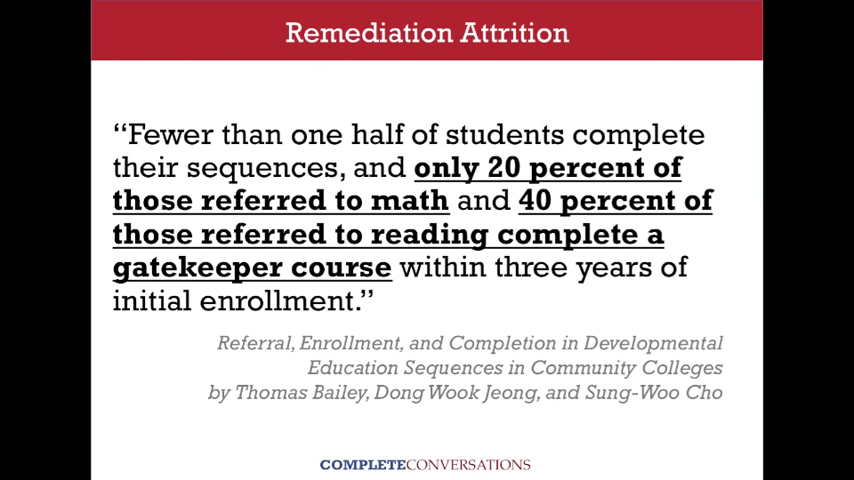 Remediation Attrition
“Fewer than one half of students complete
their sequences, and only 20 percent of
those referred to math and 40 percent of
those referred to reading complete a
gatekeeper course within three years of
initial enrollment.”
Referral, Enrollment, and Completion in Developmental
Education Sequences in Community Colleges
by Thomas Bailey, Dong Wook Jeong, and Sung-Woo Cho
COMPLETECONVERSATIONS